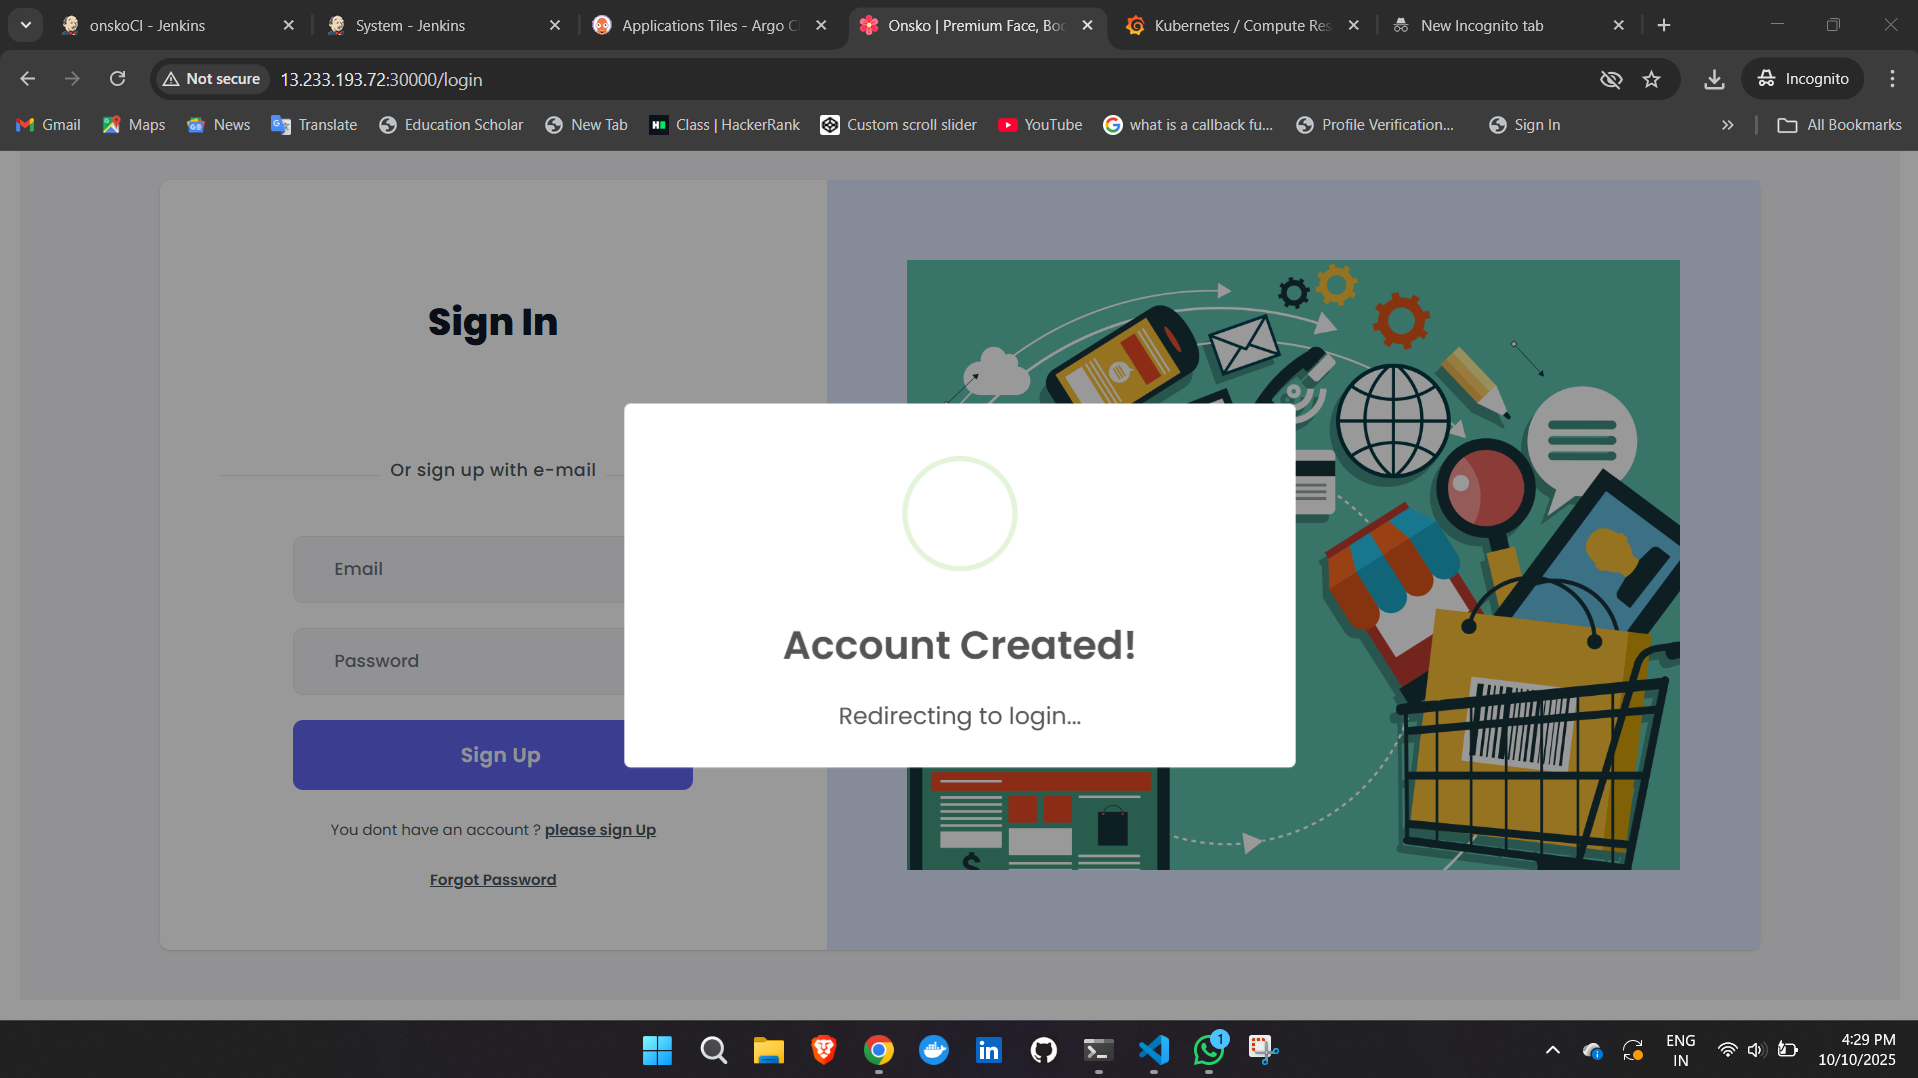 onskoCI - Jenkins
System - Jenkins
Applications Tiles - Argo C
Onsko | Premium Face, Boo
Kubernetes / Compute Res
New Incognito tab
Not secure
13.233.193.72:30000/login
Incognito
Gmail
Maps
News
Translate
Education Scholar
New Tab
Class | HackerRank
Custom scroll slider
YouTube
what is a callback fu...
Profile Verification...
Sign In
All Bookmarks
Sign In
Or sign up with e-mail
Email
Password
Sign Up
You dont have an account ? please sign Up
Forgot Password
Account Created!
Redirecting to login...
1
ENG
IN
4:29 PM
10/10/2025